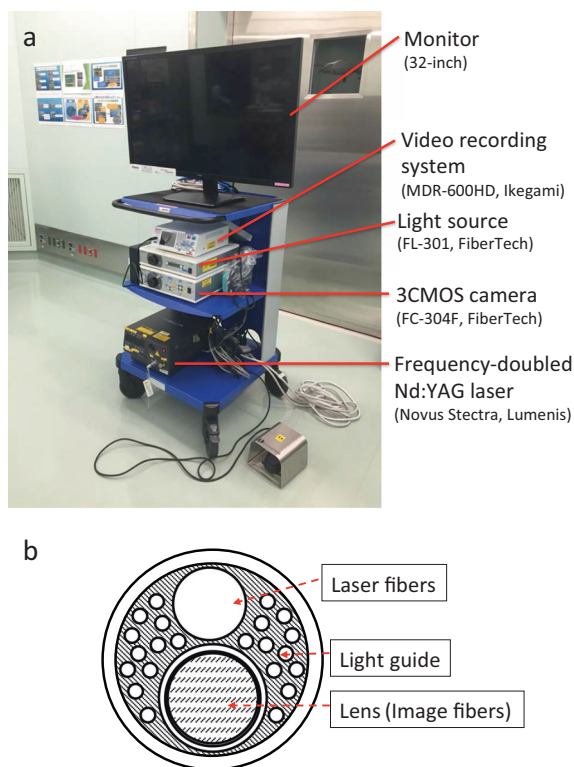 a
Monitor
(32-inch)
Video recording
system
(MDR-600HD, Ikegami)
Light source
(FL-301, FiberTech)
3CMOS camera
(FC-304F, FiberTech)
Frequency-doubled
Nd:YAG laser
(Novus Stectra, Lumenis)
b
Laser fibers
Light guide
Lens (Image fibers)